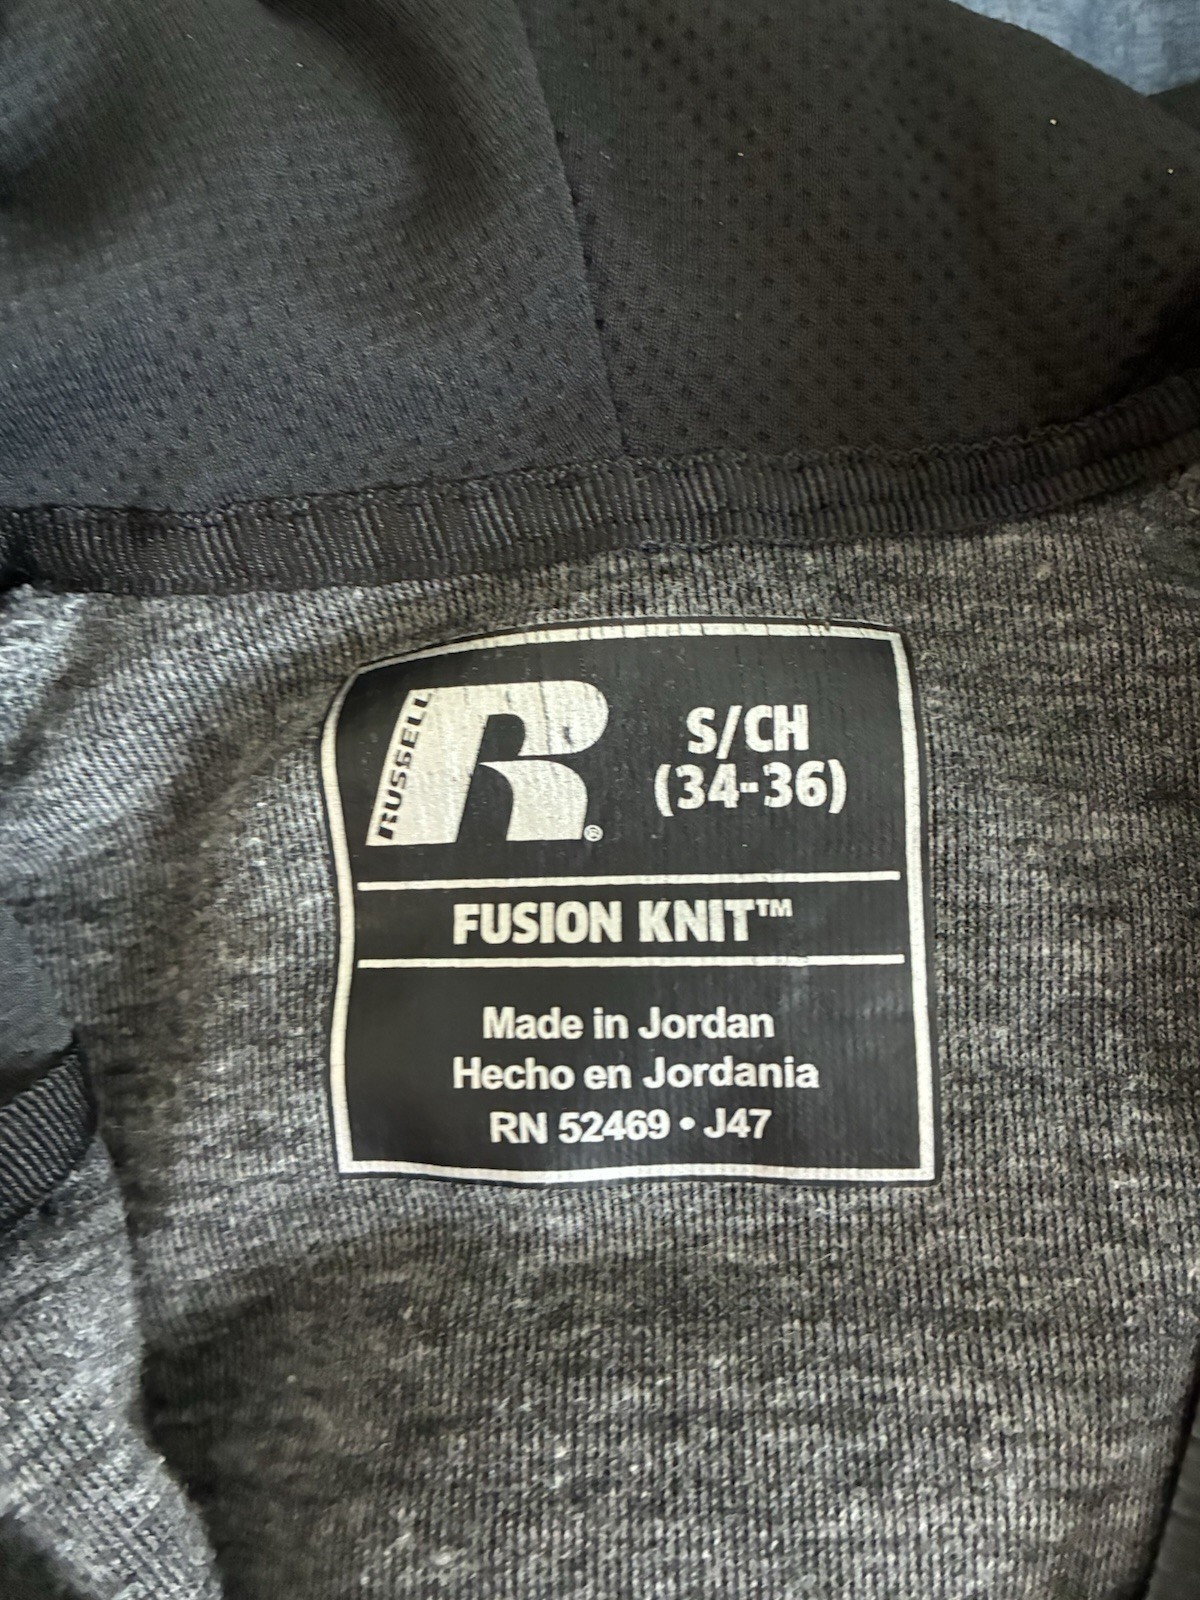 RUSSELL
R®
S/CH
(34-36)
FUSION KNIT™
Made in Jordan
Hecho en Jordania
RN 52469 • J47